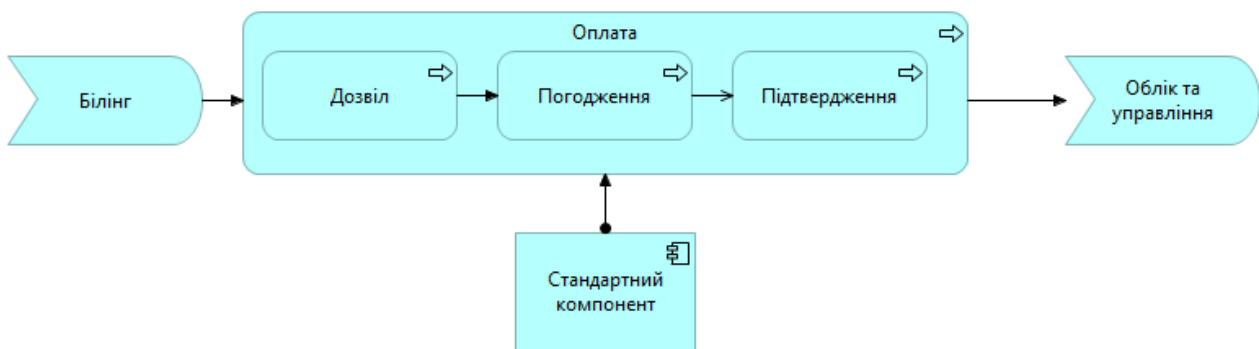 Оплата
Білінг
Дозвіл
Погодження
Підтвердження
Облік та
управління
Стандартний
компонент